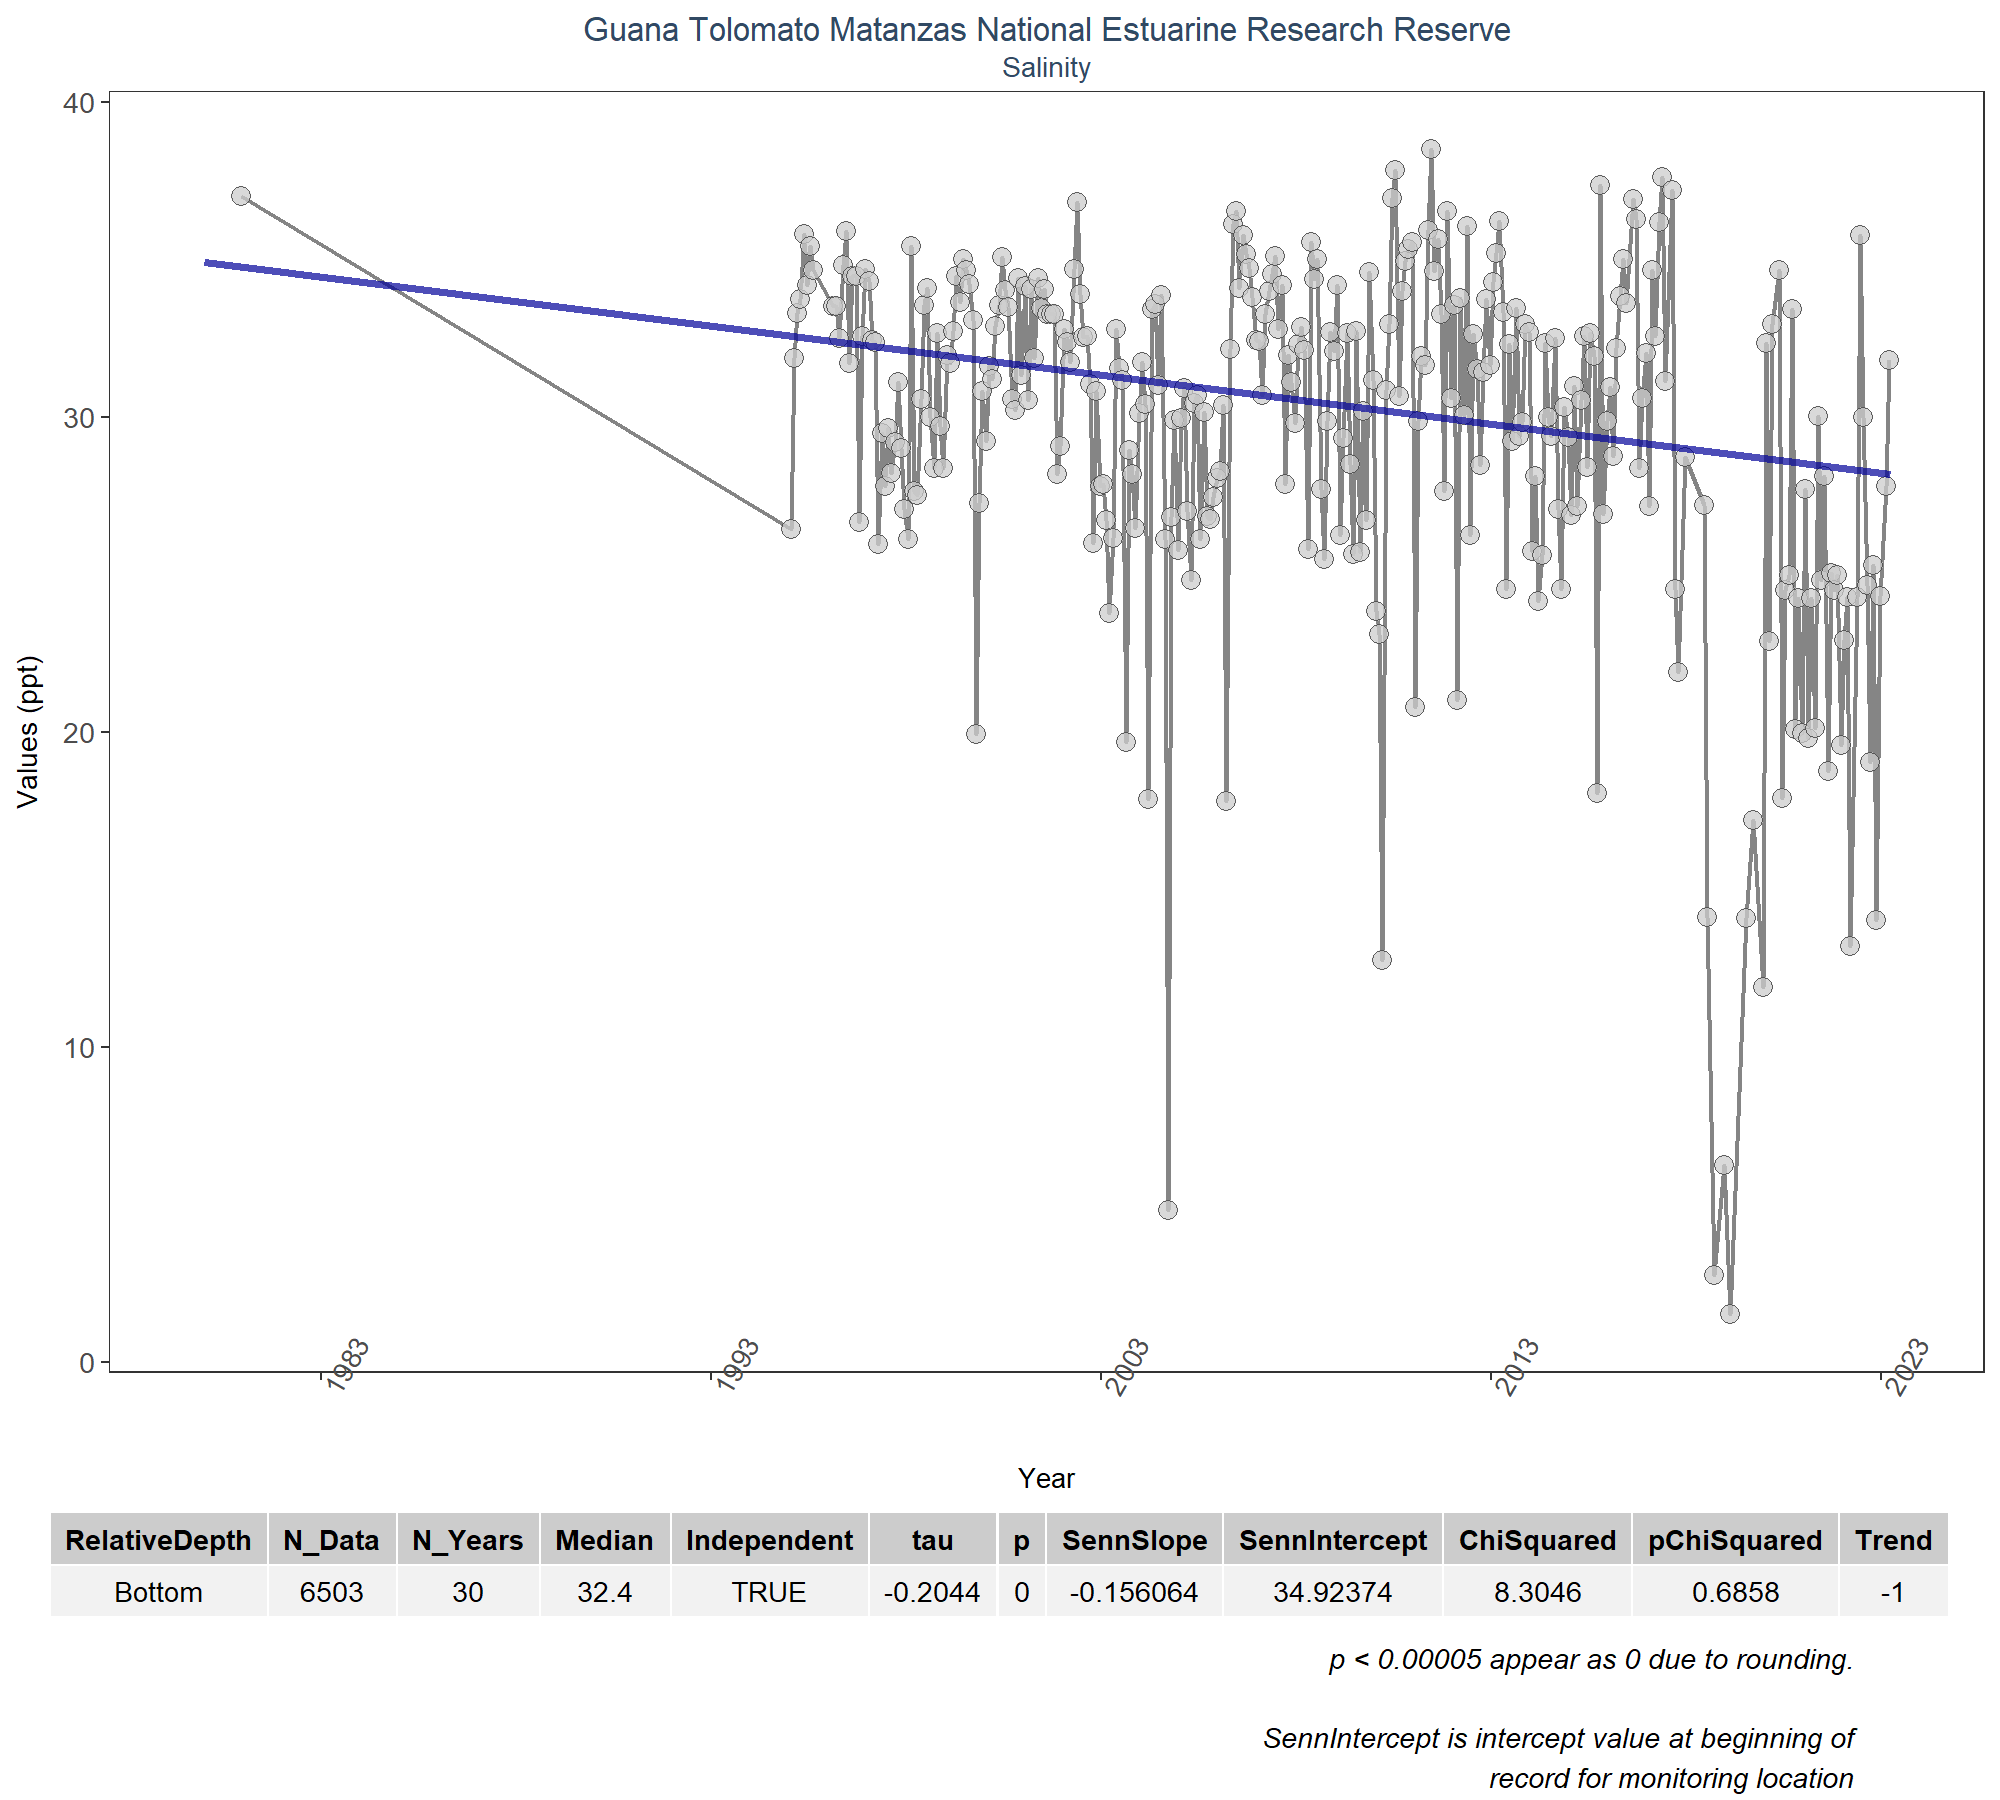 Guana Tolomato Matanzas National Estuarine Research Reserve
Salinity
40
30
20
10
0
Values (ppt)
1983
1993
2003
2013
2023
Year
RelativeDepth N_Data N_Years Median Independent tau p SennSlope SennIntercept ChiSquared pChiSquared Trend
Bottom 6503 30 32.4 TRUE -0.2044 0 -0.156064 34.92374 8.3046 0.6858 -1
p < 0.00005 appear as 0 due to rounding.
SennIntercept is intercept value at beginning of
record for monitoring location